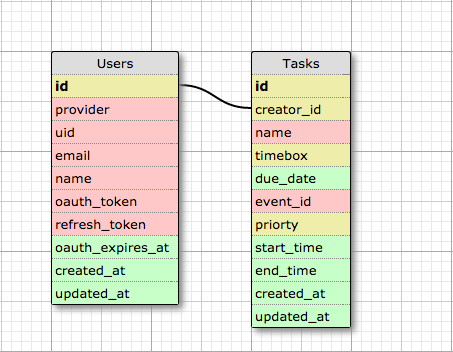 Users
id
provider
uid
email
name
oauth_token
refresh_token
oauth_expires_at
created_at
updated_at
Tasks
id
creator_id
name
timebox
due_date
event_id
priorty
start_time
end_time
created_at
updated_at